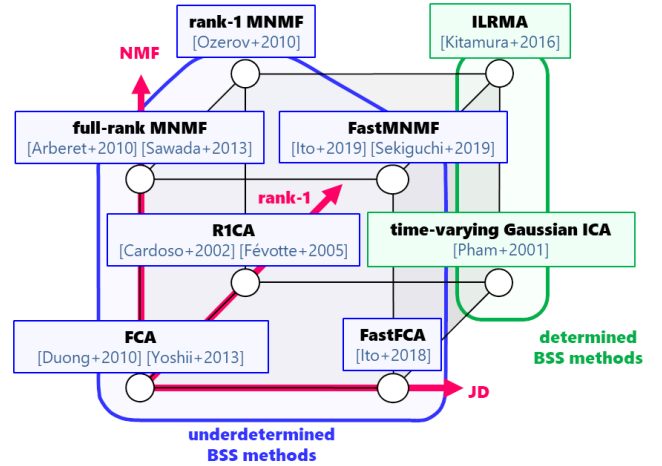 rank-1 MNMF
[Ozerov+2010]
ILRMA
[Kitamura+2016]
NMF
full-rank MNMF
[Arberet+2010] [Sawada+2013]
FastMNMF
[Ito+2019] [Sekiguchi+2019]
rank-1
R1CA
[Cardoso+2002] [Févotte+2005]
time-varying Gaussian ICA
[Pham+2001]
FCA
[Duong+2010] [Yoshii+2013]
FastFCA
[Ito+2018]
determined
BSS methods
JD
underdetermined
BSS methods